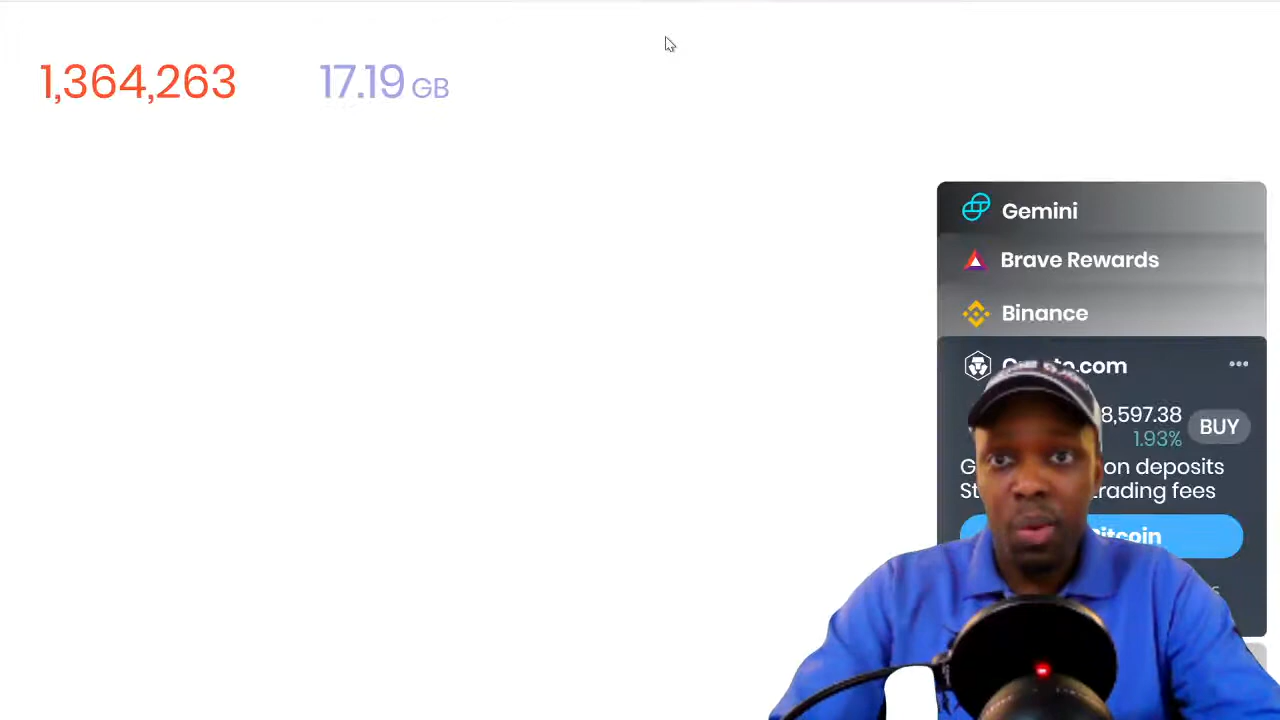 1,364,263
17.19 GB
Gemini
Brave Rewards
Binance
8,597.38
BUY
1.93%
on deposits
trading fees